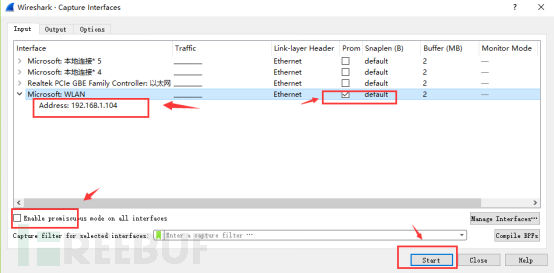 Wireshark - Capture Interfaces
Input Output Options
Interface Traffic Link-layer Header Prom Snaplen (B) Buffer (MB) Monitor Mode
Microsoft: 本地连接* 5 Ethernet default 2 —
Microsoft: 本地连接* 4 Ethernet default 2 —
Realtek PCIe GBE Family Controller: 以太网 Ethernet default 2 —
Microsoft: WLAN Ethernet default 2 —
Address: 192.168.1.104
Enable promiscuous mode on all interfaces Manage Interfaces…
Capture filter for selected interfaces: Enter a capture filter … Compile BPFs
REEBUF
Start Close Help